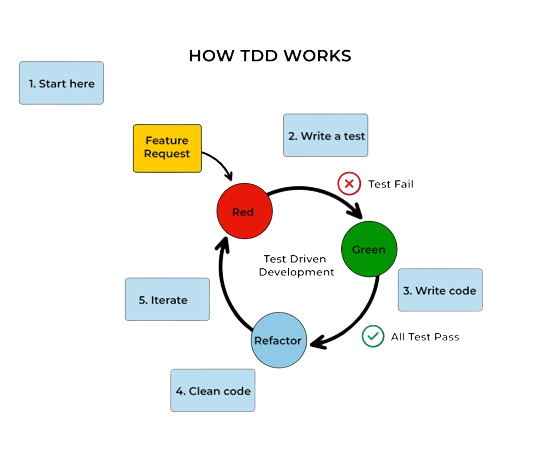 HOW TDD WORKS
1. Start here
Feature
Request
2. Write a test
Test Fail
Red
Green
Test Driven
Development
3. Write code
5. Iterate
All Test Pass
Refactor
4. Clean code